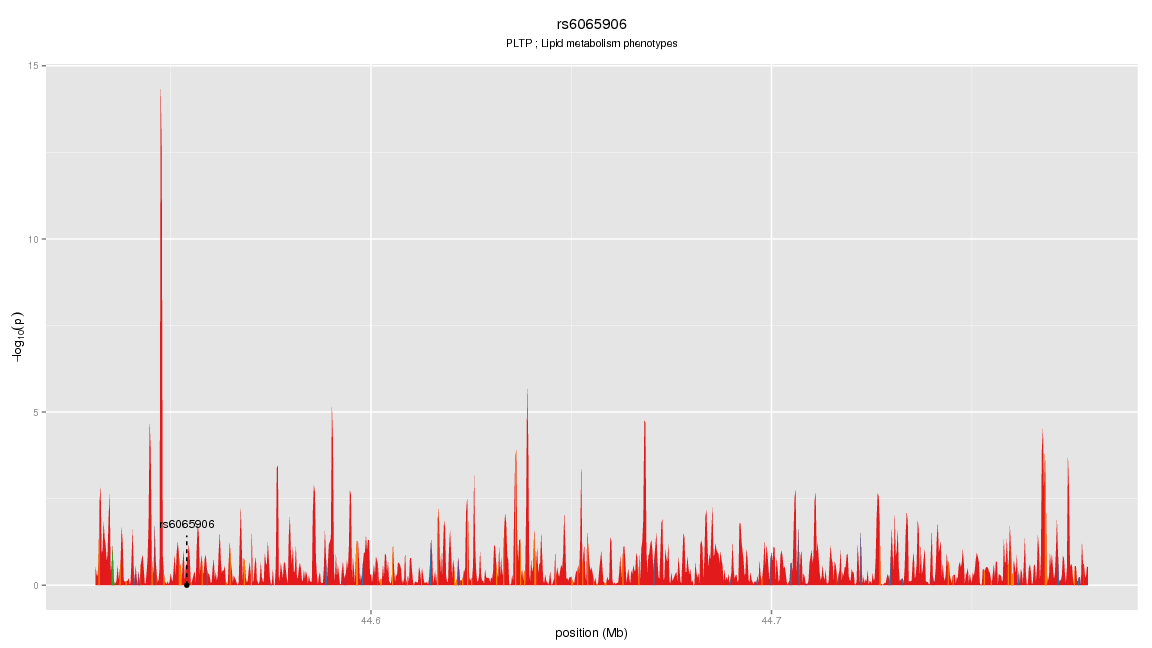 rs6065906
PLTP ; Lipid metabolism phenotypes
15
10
5
0
−log10(p)
rs6065906
44.6
44.7
position (Mb)